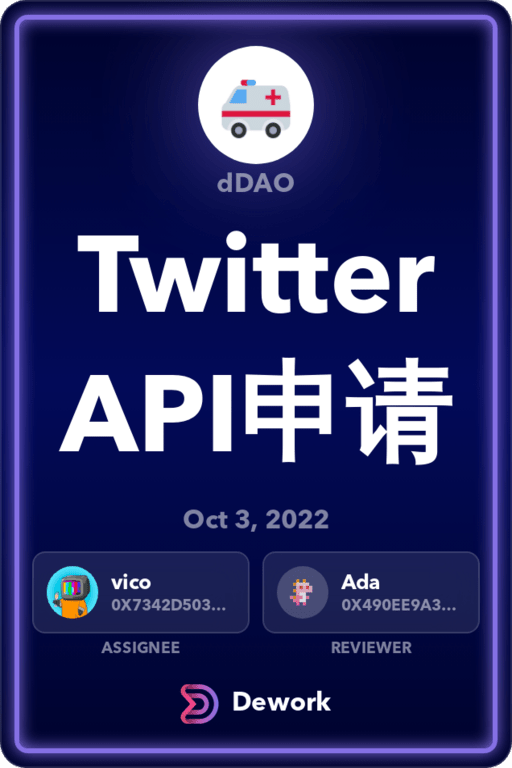 dDAO
Twitter
API申请
Oct 3, 2022
vico
0X7342D503...
Ada
0X490EE9A3...
ASSIGNEE
REVIEWER
Dework